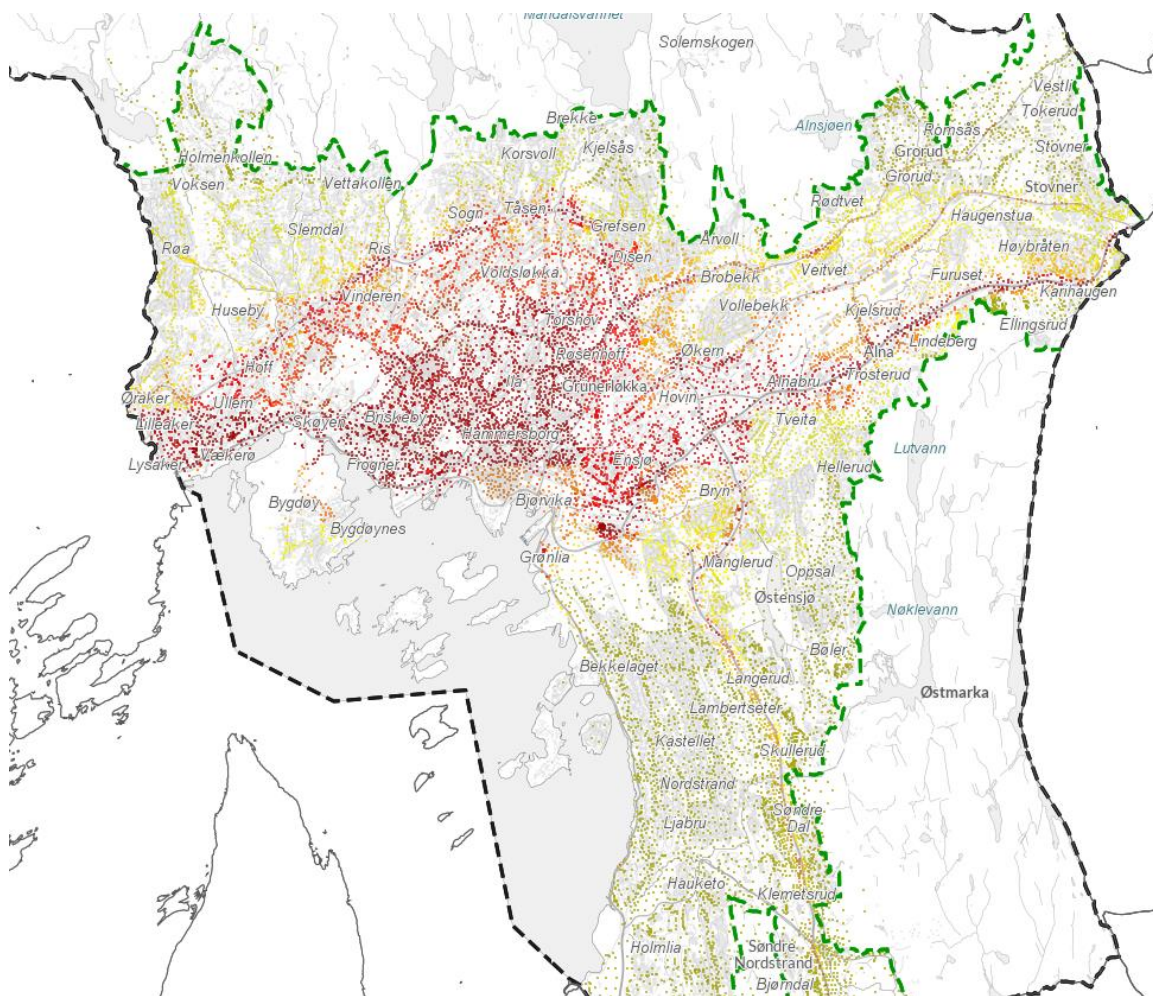 Mandalsvannet
Solemskogen
Vestli
Tokerud
Brekke
Alnsjøen
Romsås
Kjelsås
Korsvoll
Grorud
Stovner
Holmenkollen
Grorud
Voksen
Vettakollen
Stovner
Rødtvet
Sogn
Tåsen
Haugenstua
Slemdal
Grefsen
Årvoll
Røa
Ris
Høybråten
Disen
Voldsløkka
Brobekk
Veitvet
Furuset
Vinderen
Karihaugen
Vollebekk
Huseby
Kjelsrud
Torshov
Ellingsrud
Lindeberg
Økern
Alna
Rosenhoff
Hoff
Trosterud
Ila
Grünerløkka
Alnabru
Øraker
Hovin
Ullern
Briskeby
Tveita
Lilleaker
Skøyen
Hammersborg
Lutvann
Ensjø
Lysaker
Vækerø
Frogner
Hellerud
Bryn
Bygdøy
Bjørvika
Bygdøynes
Grønlia
Manglerud
Oppsal
Østensjø
Nøklevann
Bøler
Bekkelaget
Langerud
Østmarka
Lambertseter
Kastellet
Skullerud
Nordstrand
Søndre
Dal
Ljabru
Hauketo
Klemetsrud
Holmlia
Søndre
Nordstrand
Bjørndal